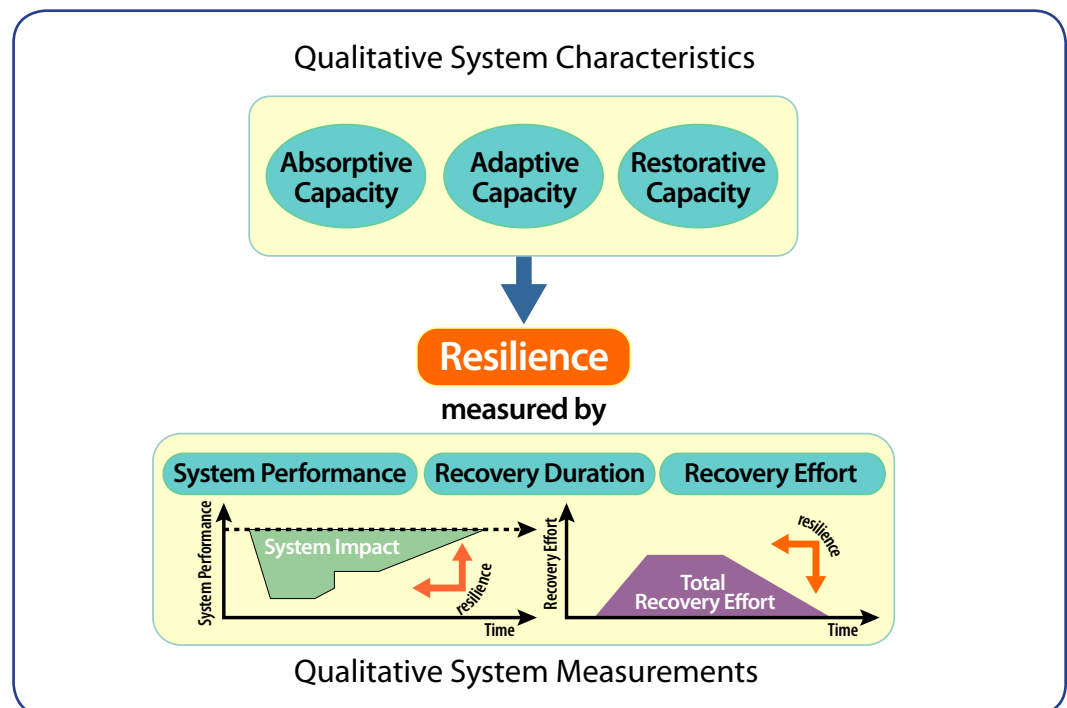 Qualitative System Characteristics
Absorptive
Capacity
Adaptive
Capacity
Restorative
Capacity
Resilience
measured by
System Performance
Recovery Duration
Recovery Effort
System Performance
System Impact
resilience
Time
Recovery Effort
Total
Recovery Effort
resilience
Time
Qualitative System Measurements